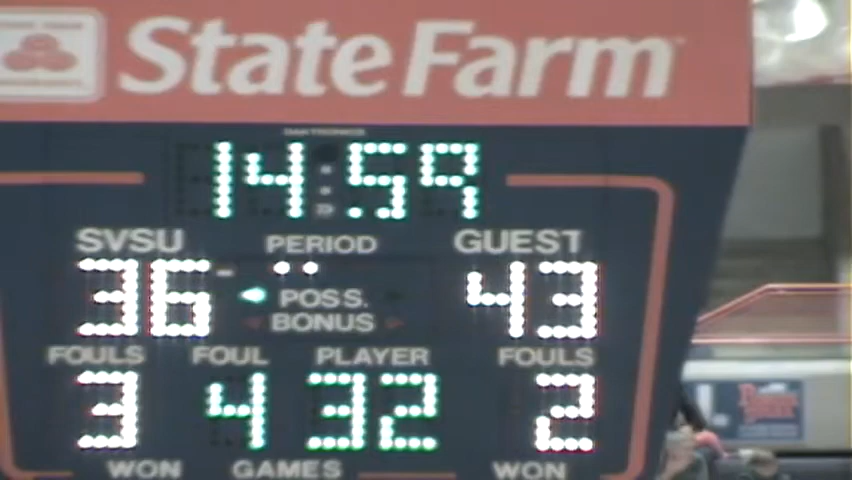 State Farm
DAKTRONICS
14:59
SVSU PERIOD GUEST
36 POSS. 43
BONUS
FOULS FOUL PLAYER FOULS
3 4 32 2
WON GAMES WON